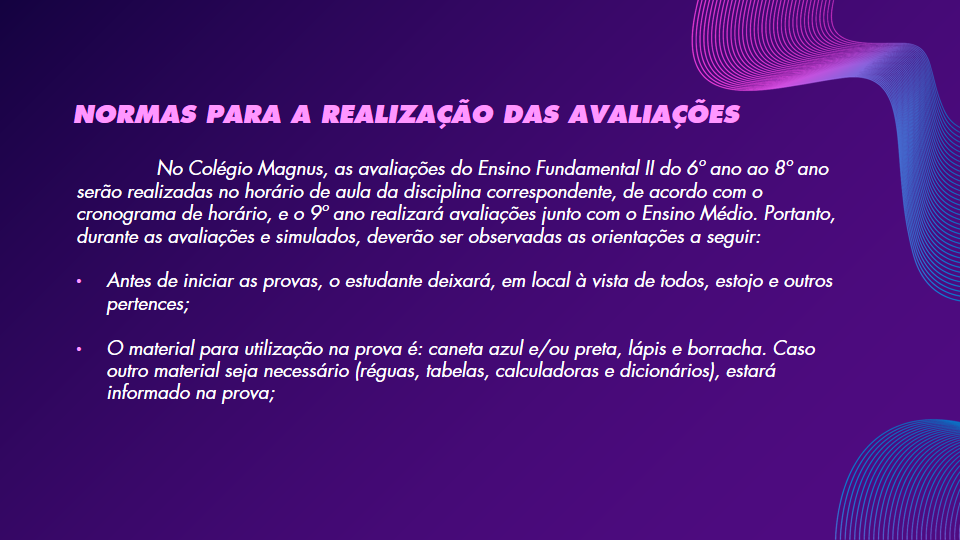 NORMAS PARA A REALIZAÇÃO DAS AVALIAÇÕES
No Colégio Magnus, as avaliações do Ensino Fundamental II do 6º ano ao 8º ano
serão realizadas no horário de aula da disciplina correspondente, de acordo com o
cronograma de horário, e o 9º ano realizará avaliações junto com o Ensino Médio. Portanto,
durante as avaliações e simulados, deverão ser observadas as orientações a seguir:
• Antes de iniciar as provas, o estudante deixará, em local à vista de todos, estojo e outros
pertences;
• O material para utilização na prova é: caneta azul e/ou preta, lápis e borracha. Caso
outro material seja necessário (réguas, tabelas, calculadoras e dicionários), estará
informado na prova;